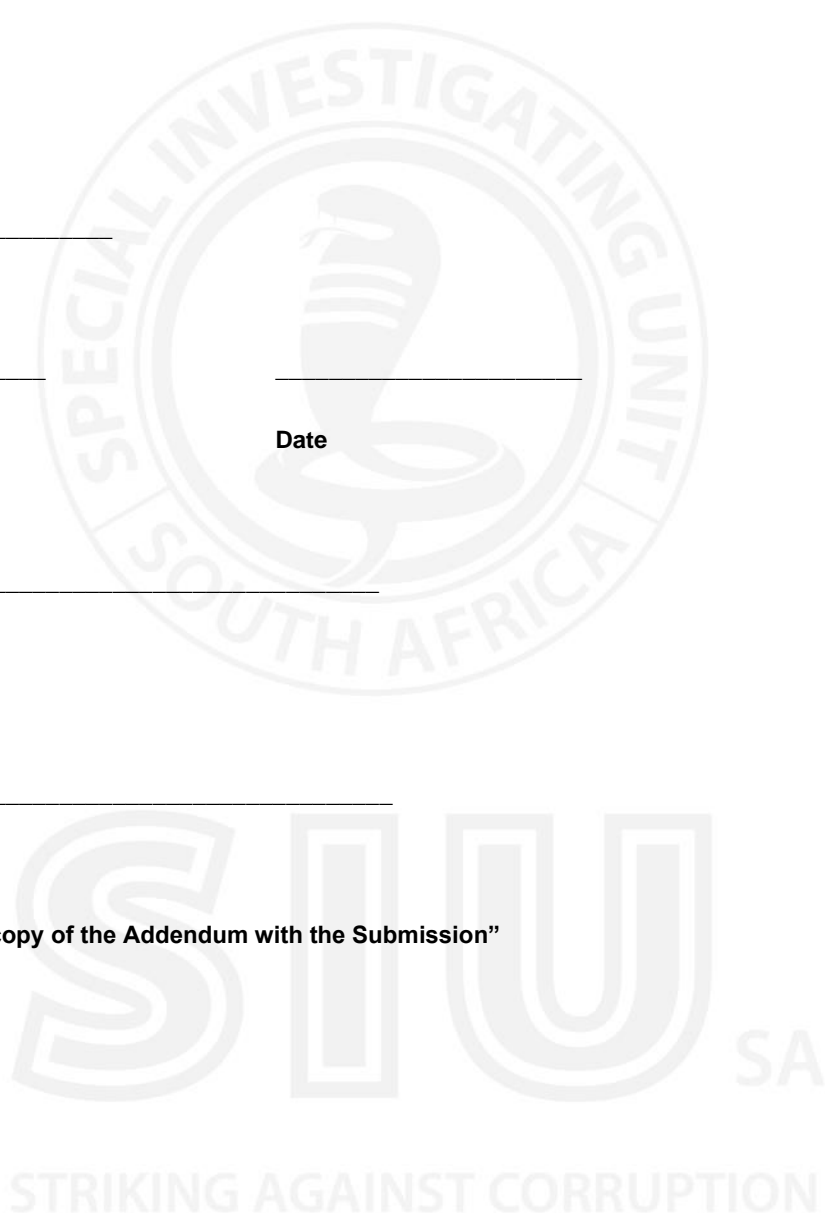 SPECIAL INVESTIGATING UNIT
SOUTH AFRICA
Date
copy of the Addendum with the Submission”
SIU SA
STRIKING AGAINST CORRUPTION